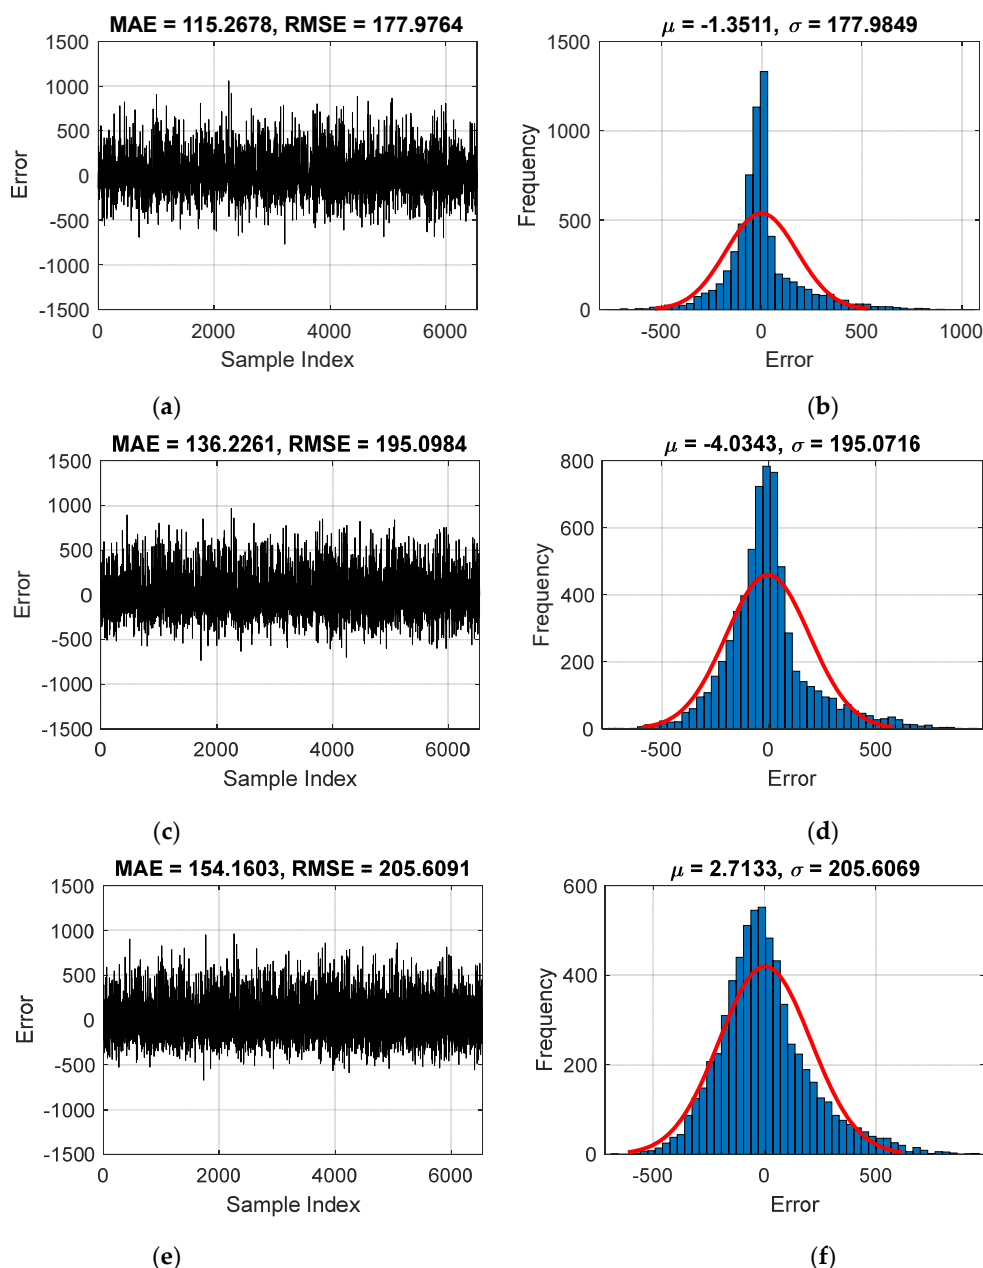 MAE = 115.2678, RMSE = 177.9764
1500
1000
500
0
-500
-1000
-1500
Error
0
2000
4000
6000
Sample Index
(a)
μ = -1.3511, σ = 177.9849
1500
1000
500
0
Frequency
-500
0
500
1000
Error
(b)
MAE = 136.2261, RMSE = 195.0984
1500
1000
500
0
-500
-1000
-1500
Error
0
2000
4000
6000
Sample Index
(c)
μ = -4.0343, σ = 195.0716
800
600
400
200
0
Frequency
-500
0
500
Error
(d)
MAE = 154.1603, RMSE = 205.6091
1500
1000
500
0
-500
-1000
-1500
Error
0
2000
4000
6000
Sample Index
(e)
μ = 2.7133, σ = 205.6069
600
400
200
0
Frequency
-500
0
500
Error
(f)